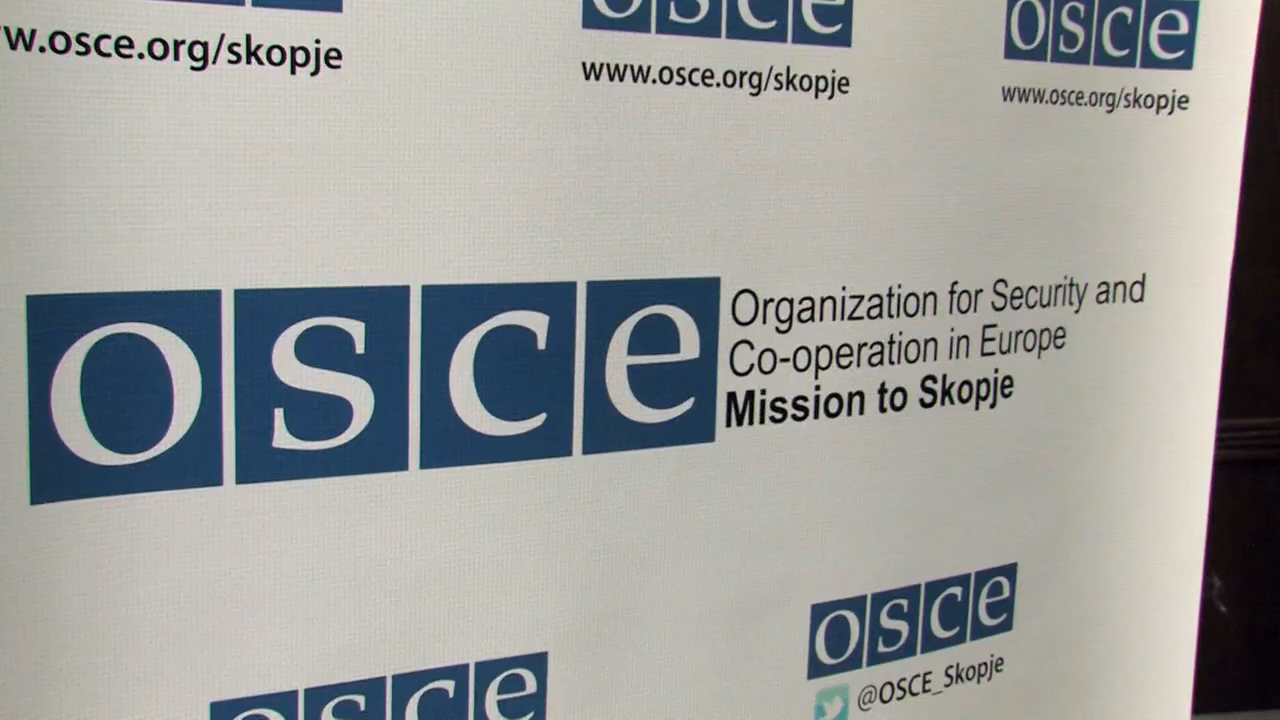 w.osce.org/skopje
osce
www.osce.org/skopje
osce
www.osce.org/skopje
osce
Organization for Security and
Co-operation in Europe
Mission to Skopje
osce
@OSCE_Skopje
osce